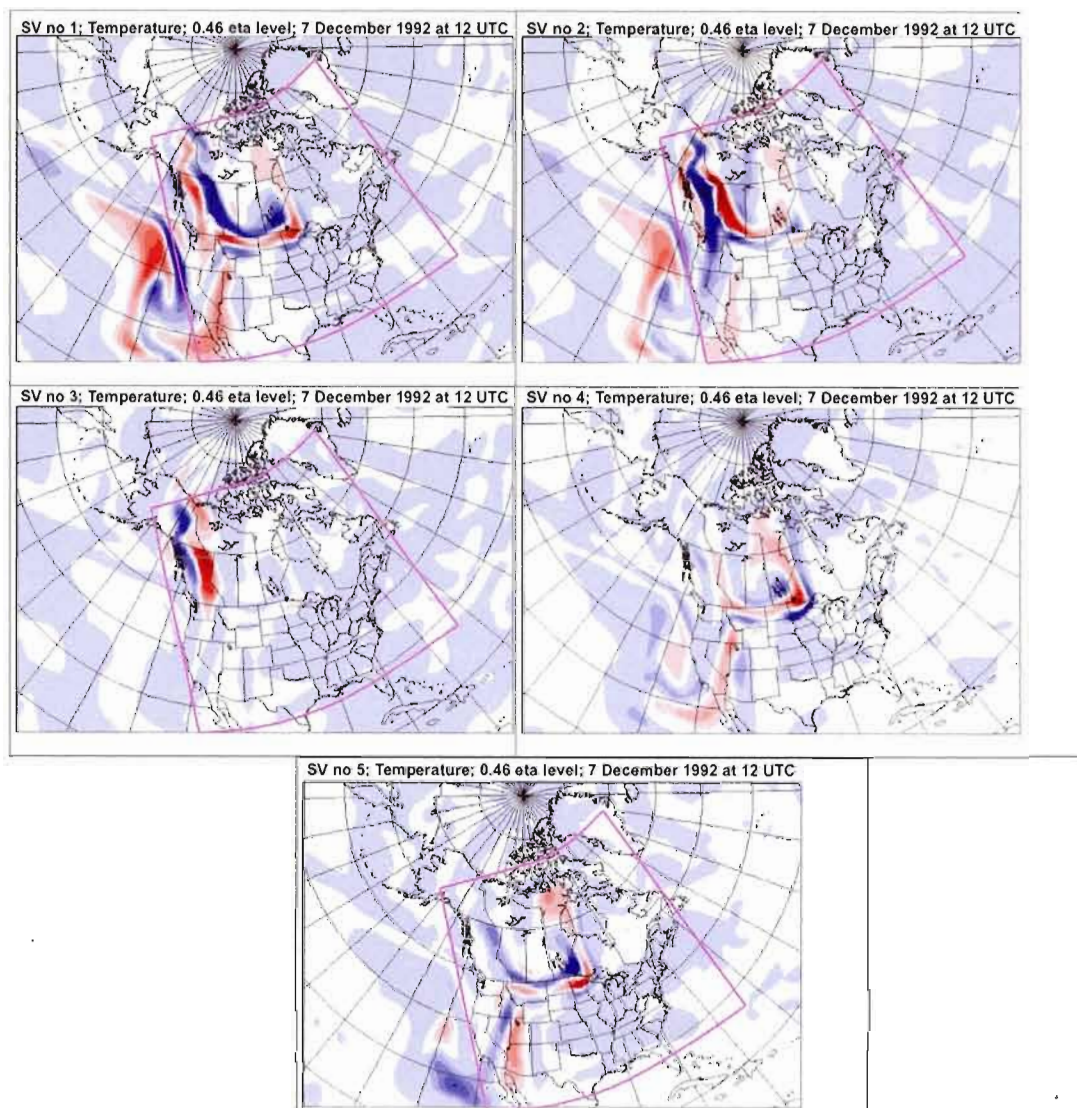 SV no 1; Temperature; 0.46 eta level; 7 December 1992 at 12 UTC
SV no 2; Temperature; 0.46 eta level; 7 December 1992 at 12 UTC
SV no 3; Temperature; 0.46 eta level; 7 December 1992 at 12 UTC
SV no 4; Temperature; 0.46 eta level; 7 December 1992 at 12 UTC
SV no 5; Temperature; 0.46 eta level; 7 December 1992 at 12 UTC